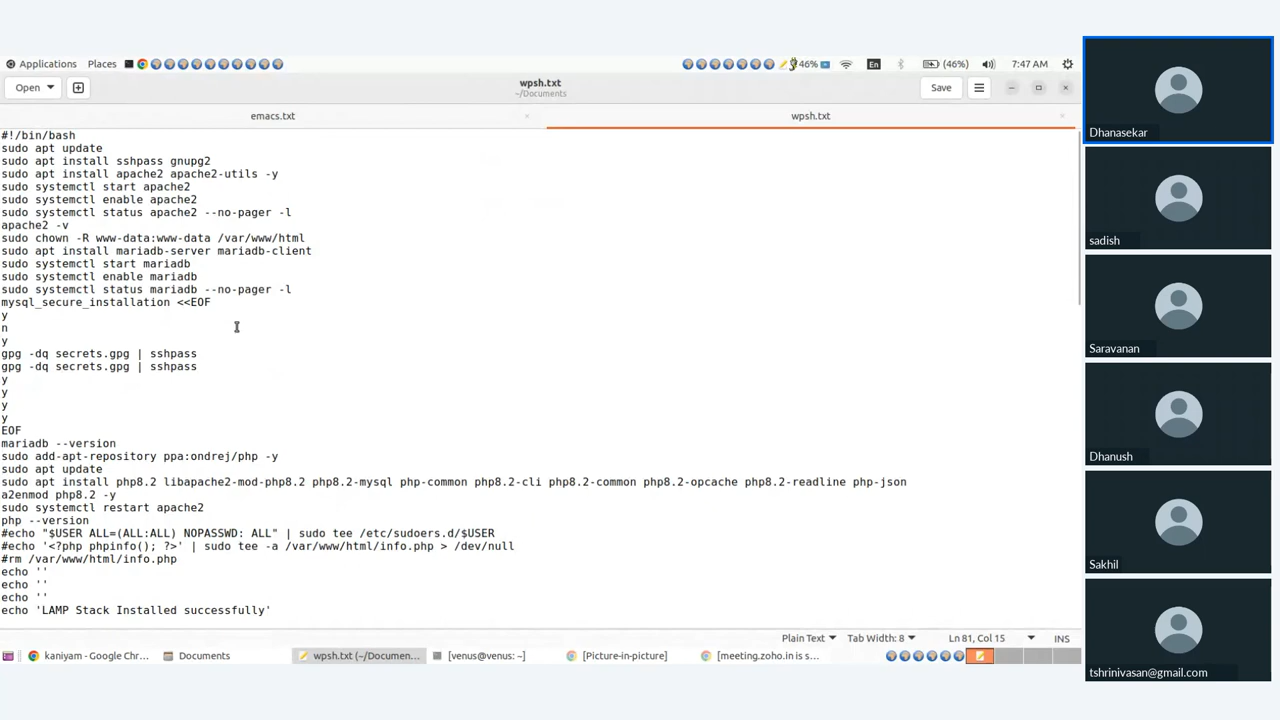 Applications Places 46% En (46%) 7:47 AM
Open wpsh.txt ~/Documents Save
emacs.txt × wpsh.txt ×
#!/bin/bash
sudo apt update
sudo apt install sshpass gnupg2
sudo apt install apache2 apache2-utils -y
sudo systemctl start apache2
sudo systemctl enable apache2
sudo systemctl status apache2 --no-pager -l
apache2 -v
sudo chown -R www-data:www-data /var/www/html
sudo apt install mariadb-server mariadb-client
sudo systemctl start mariadb
sudo systemctl enable mariadb
sudo systemctl status mariadb --no-pager -l
mysql_secure_installation <<EOF
y
n
y
gpg -dq secrets.gpg | sshpass
gpg -dq secrets.gpg | sshpass
y
y
y
y
EOF
mariadb --version
sudo add-apt-repository ppa:ondrej/php -y
sudo apt update
sudo apt install php8.2 libapache2-mod-php8.2 php8.2-mysql php-common php8.2-cli php8.2-common php8.2-opcache php8.2-readline php-json
a2enmod php8.2 -y
sudo systemctl restart apache2
php --version
#echo "$USER ALL=(ALL:ALL) NOPASSWD: ALL" | sudo tee /etc/sudoers.d/$USER
#echo '<?php phpinfo(); ?>' | sudo tee -a /var/www/html/info.php > /dev/null
#rm /var/www/html/info.php
echo ''
echo ''
echo ''
echo 'LAMP Stack Installed successfully'
Plain Text Tab Width: 8 Ln 81, Col 15 INS
kaniyam - Google Chr... Documents wpsh.txt (~/Documen... [venus@venus: ~] [Picture-in-picture] [meeting.zoho.in is s...
Dhanasekar
sadish
Saravanan
Dhanush
Sakhil
tshrinivasan@gmail.com